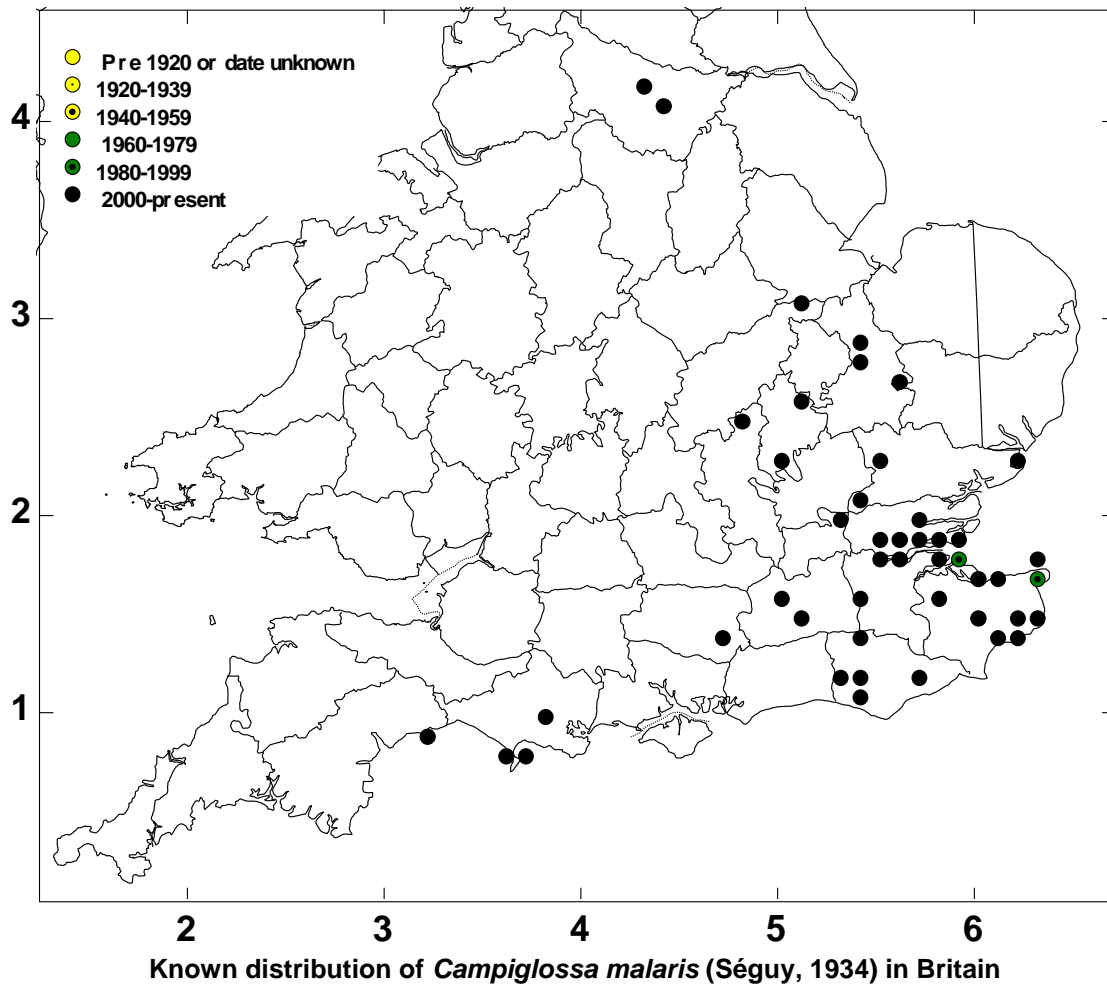 Pre 1920 or date unknown
1920-1939
1940-1959
1960-1979
1980-1999
2000-present
4
3
2
1
2 3 4 5 6
Known distribution of Campiglossa malaris (Séguy, 1934) in Britain